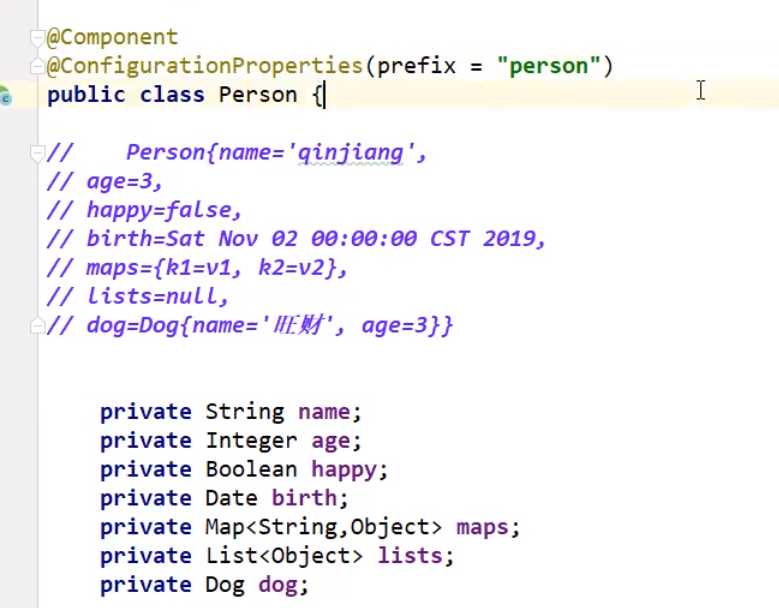 @Component
@ConfigurationProperties(prefix = "person")
public class Person {
//    Person{name='qinjiang',
// age=3,
// happy=false,
// birth=Sat Nov 02 00:00:00 CST 2019,
// maps={k1=v1, k2=v2},
// lists=null,
// dog=Dog{name='旺财', age=3}}
private String name;
private Integer age;
private Boolean happy;
private Date birth;
private Map<String,Object> maps;
private List<Object> lists;
private Dog dog;